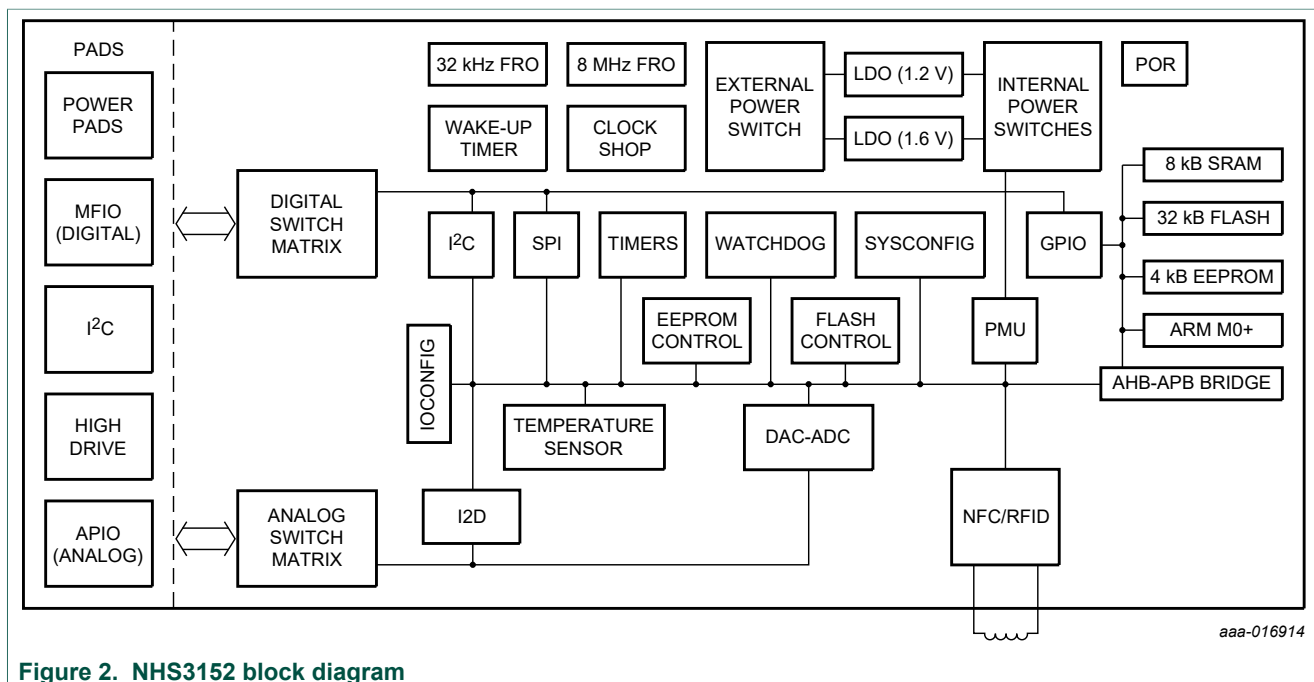 PADS
POWER
PADS
MFIO
(DIGITAL)
I²C
HIGH
DRIVE
APIO
(ANALOG)
DIGITAL
SWITCH
MATRIX
ANALOG
SWITCH
MATRIX
32 kHz FRO
8 MHz FRO
WAKE-UP
TIMER
CLOCK
SHOP
EXTERNAL
POWER
SWITCH
LDO (1.2 V)
LDO (1.6 V)
INTERNAL
POWER
SWITCHES
POR
I²C
SPI
TIMERS
WATCHDOG
SYSCONFIG
GPIO
8 kB SRAM
32 kB FLASH
4 kB EEPROM
ARM M0+
AHB-APB BRIDGE
IOCONFIG
EEPROM
CONTROL
FLASH
CONTROL
PMU
TEMPERATURE
SENSOR
DAC-ADC
I2D
NFC/RFID
aaa-016914
Figure 2. NHS3152 block diagram